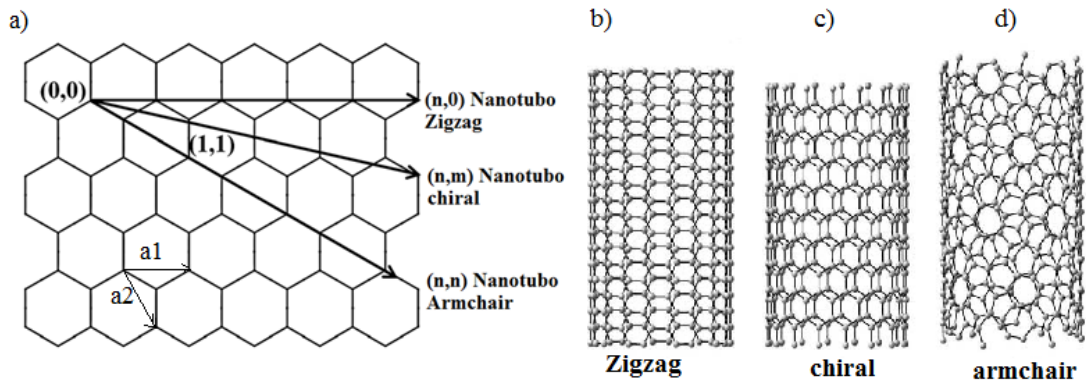 a)
(0,0)
(n,0) Nanotubo
Zigzag
(1,1)
(n,m) Nanotubo
chiral
a1
a2
(n,n) Nanotubo
Armchair
b)
Zigzag
c)
chiral
d)
armchair